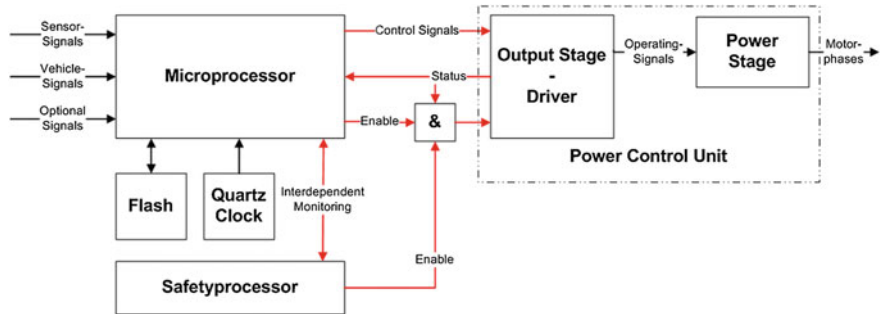 Sensor-
Signals
Vehicle-
Signals
Optional
Signals
Microprocessor
Control Signals
Status
Enable
&
Output Stage
-
Driver
Operating-
Signals
Power
Stage
Motor-
phases
Power Control Unit
Flash
Quartz
Clock
Interdependent
Monitoring
Enable
Safetyprocessor